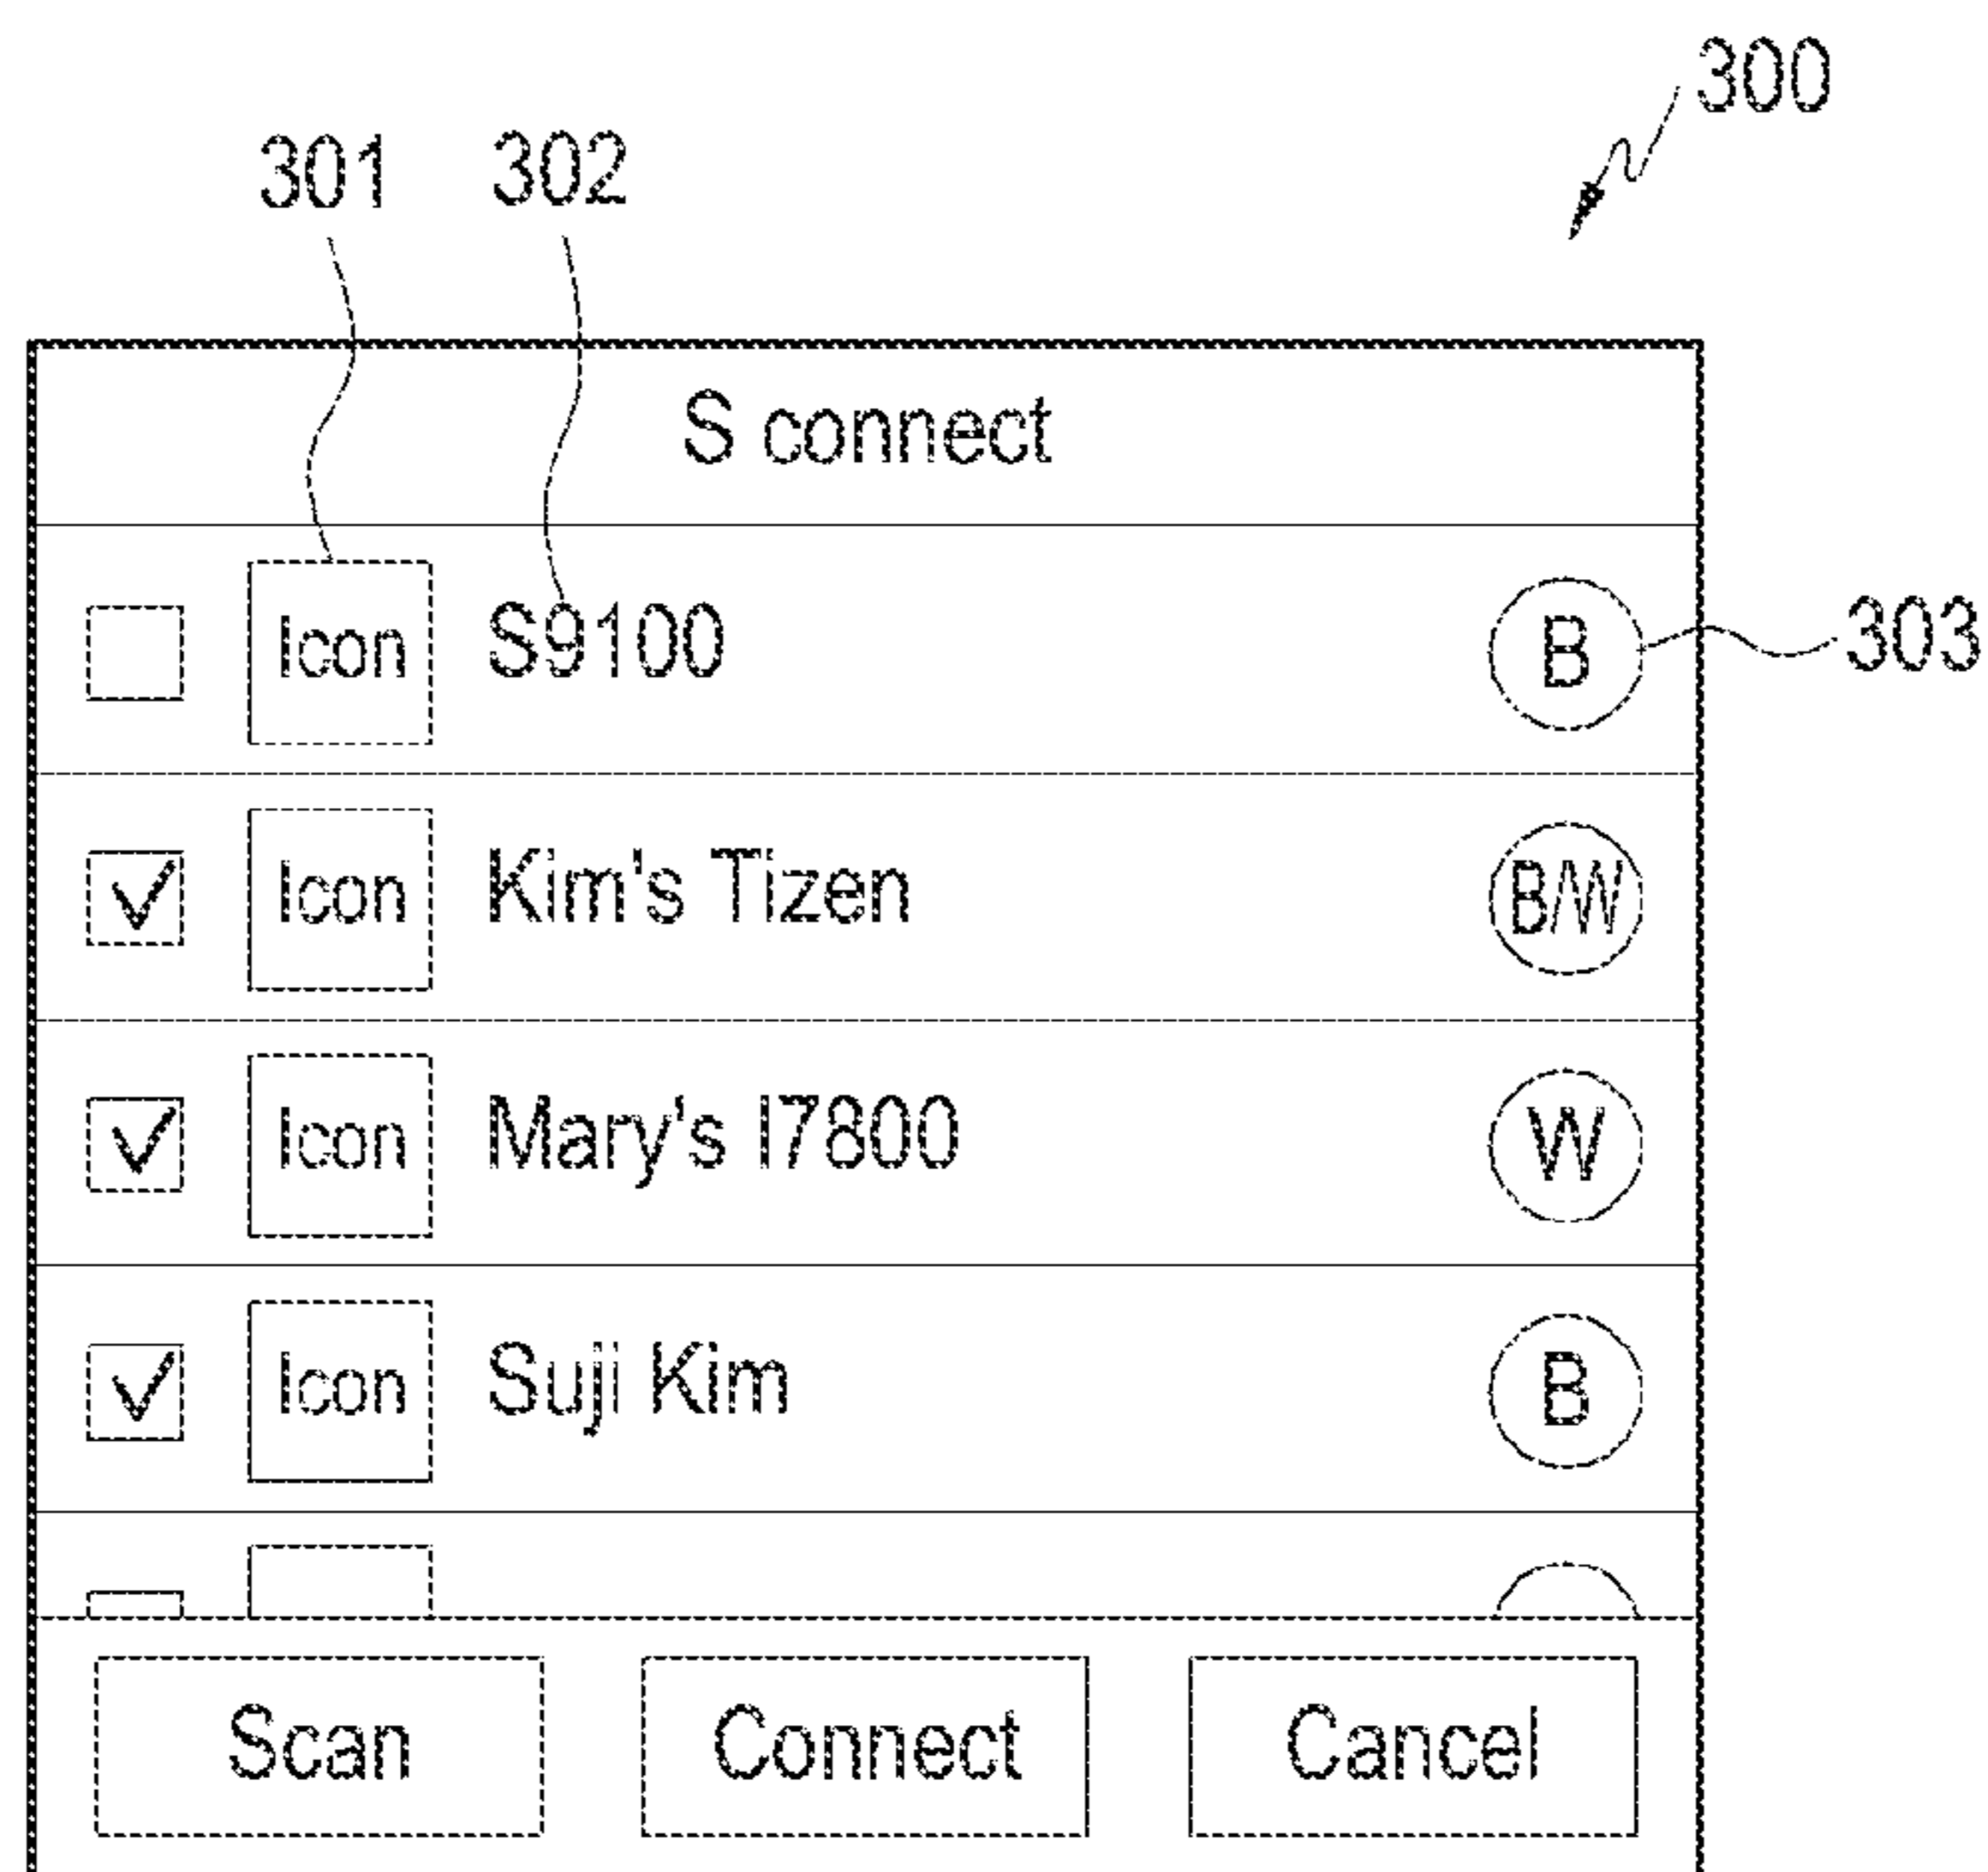 300
301 302
S connect
Icon S9100 B 303
Icon Kim's Tizen B/W
Icon Mary's I7800 W
Icon Suji Kim B
Scan Connect Cancel